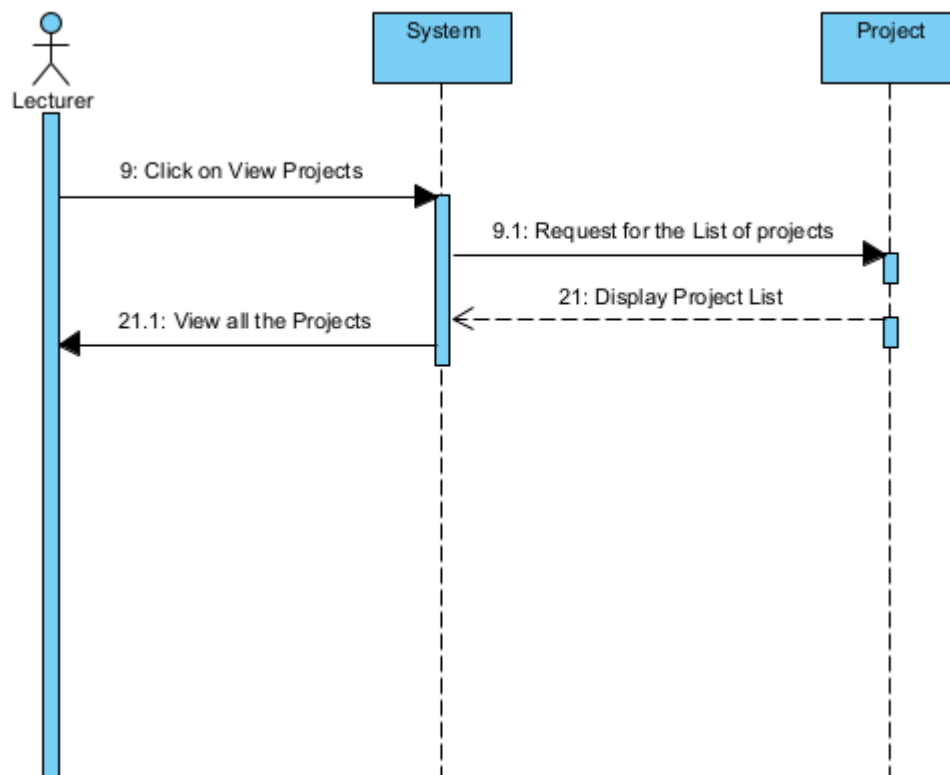 System
Project
Lecturer
9: Click on View Projects
9.1: Request for the List of projects
21: Display Project List
21.1: View all the Projects